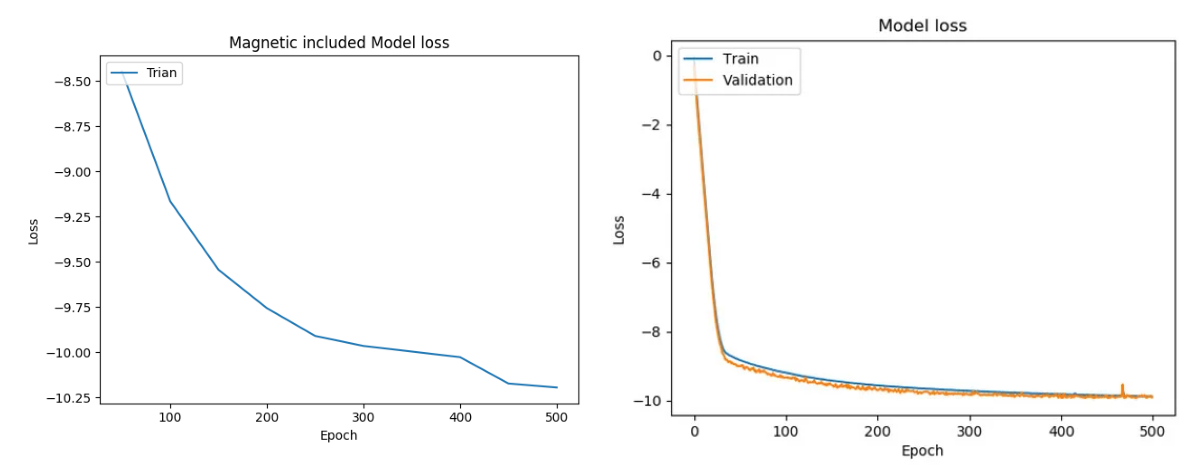 Magnetic included Model loss
Trian
−8.50
−8.75
−9.00
−9.25
−9.50
−9.75
−10.00
−10.25
Loss
100
200
300
400
500
Epoch
Model loss
Train
Validation
0
−2
−4
−6
−8
−10
Loss
0
100
200
300
400
500
Epoch